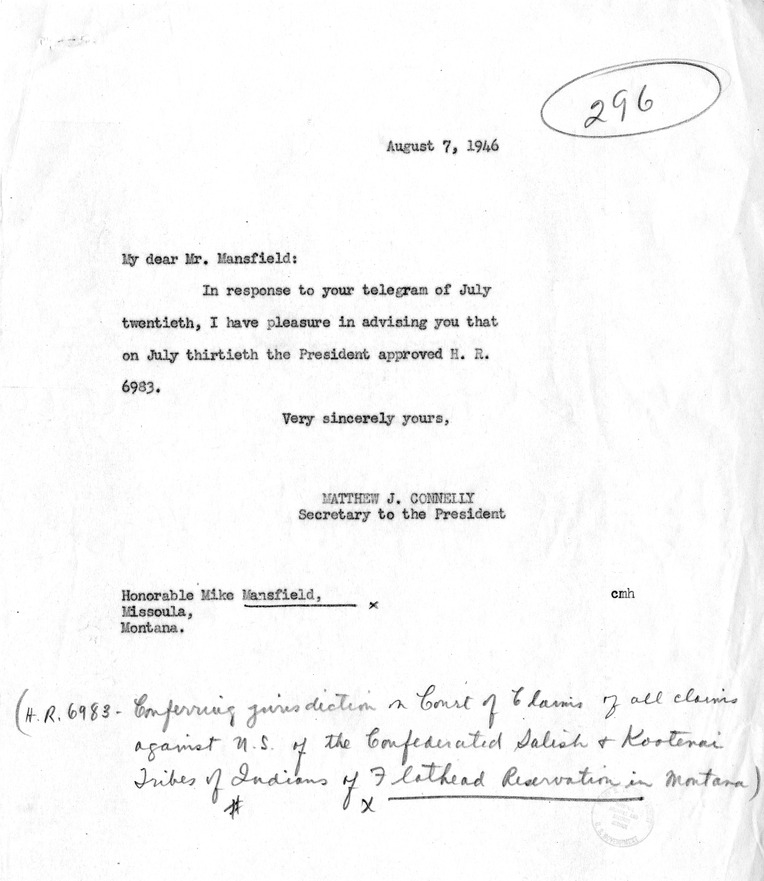 296
August 7, 1946
My dear Mr. Mansfield:
In response to your telegram of July
twentieth, I have pleasure in advising you that
on July thirtieth the President approved H. R.
6983.
Very sincerely yours,
MATTHEW J. CONNELLY
Secretary to the President
Honorable Mike Mansfield, x
cmh
Missoula,
Montana.
(H.R. 6983 - Conferring jurisdiction on Court of Claims of all claims
against U.S. of the Confederated Salish & Kootenai
Tribes of Indians of Flathead Reservation in Montana)
# x